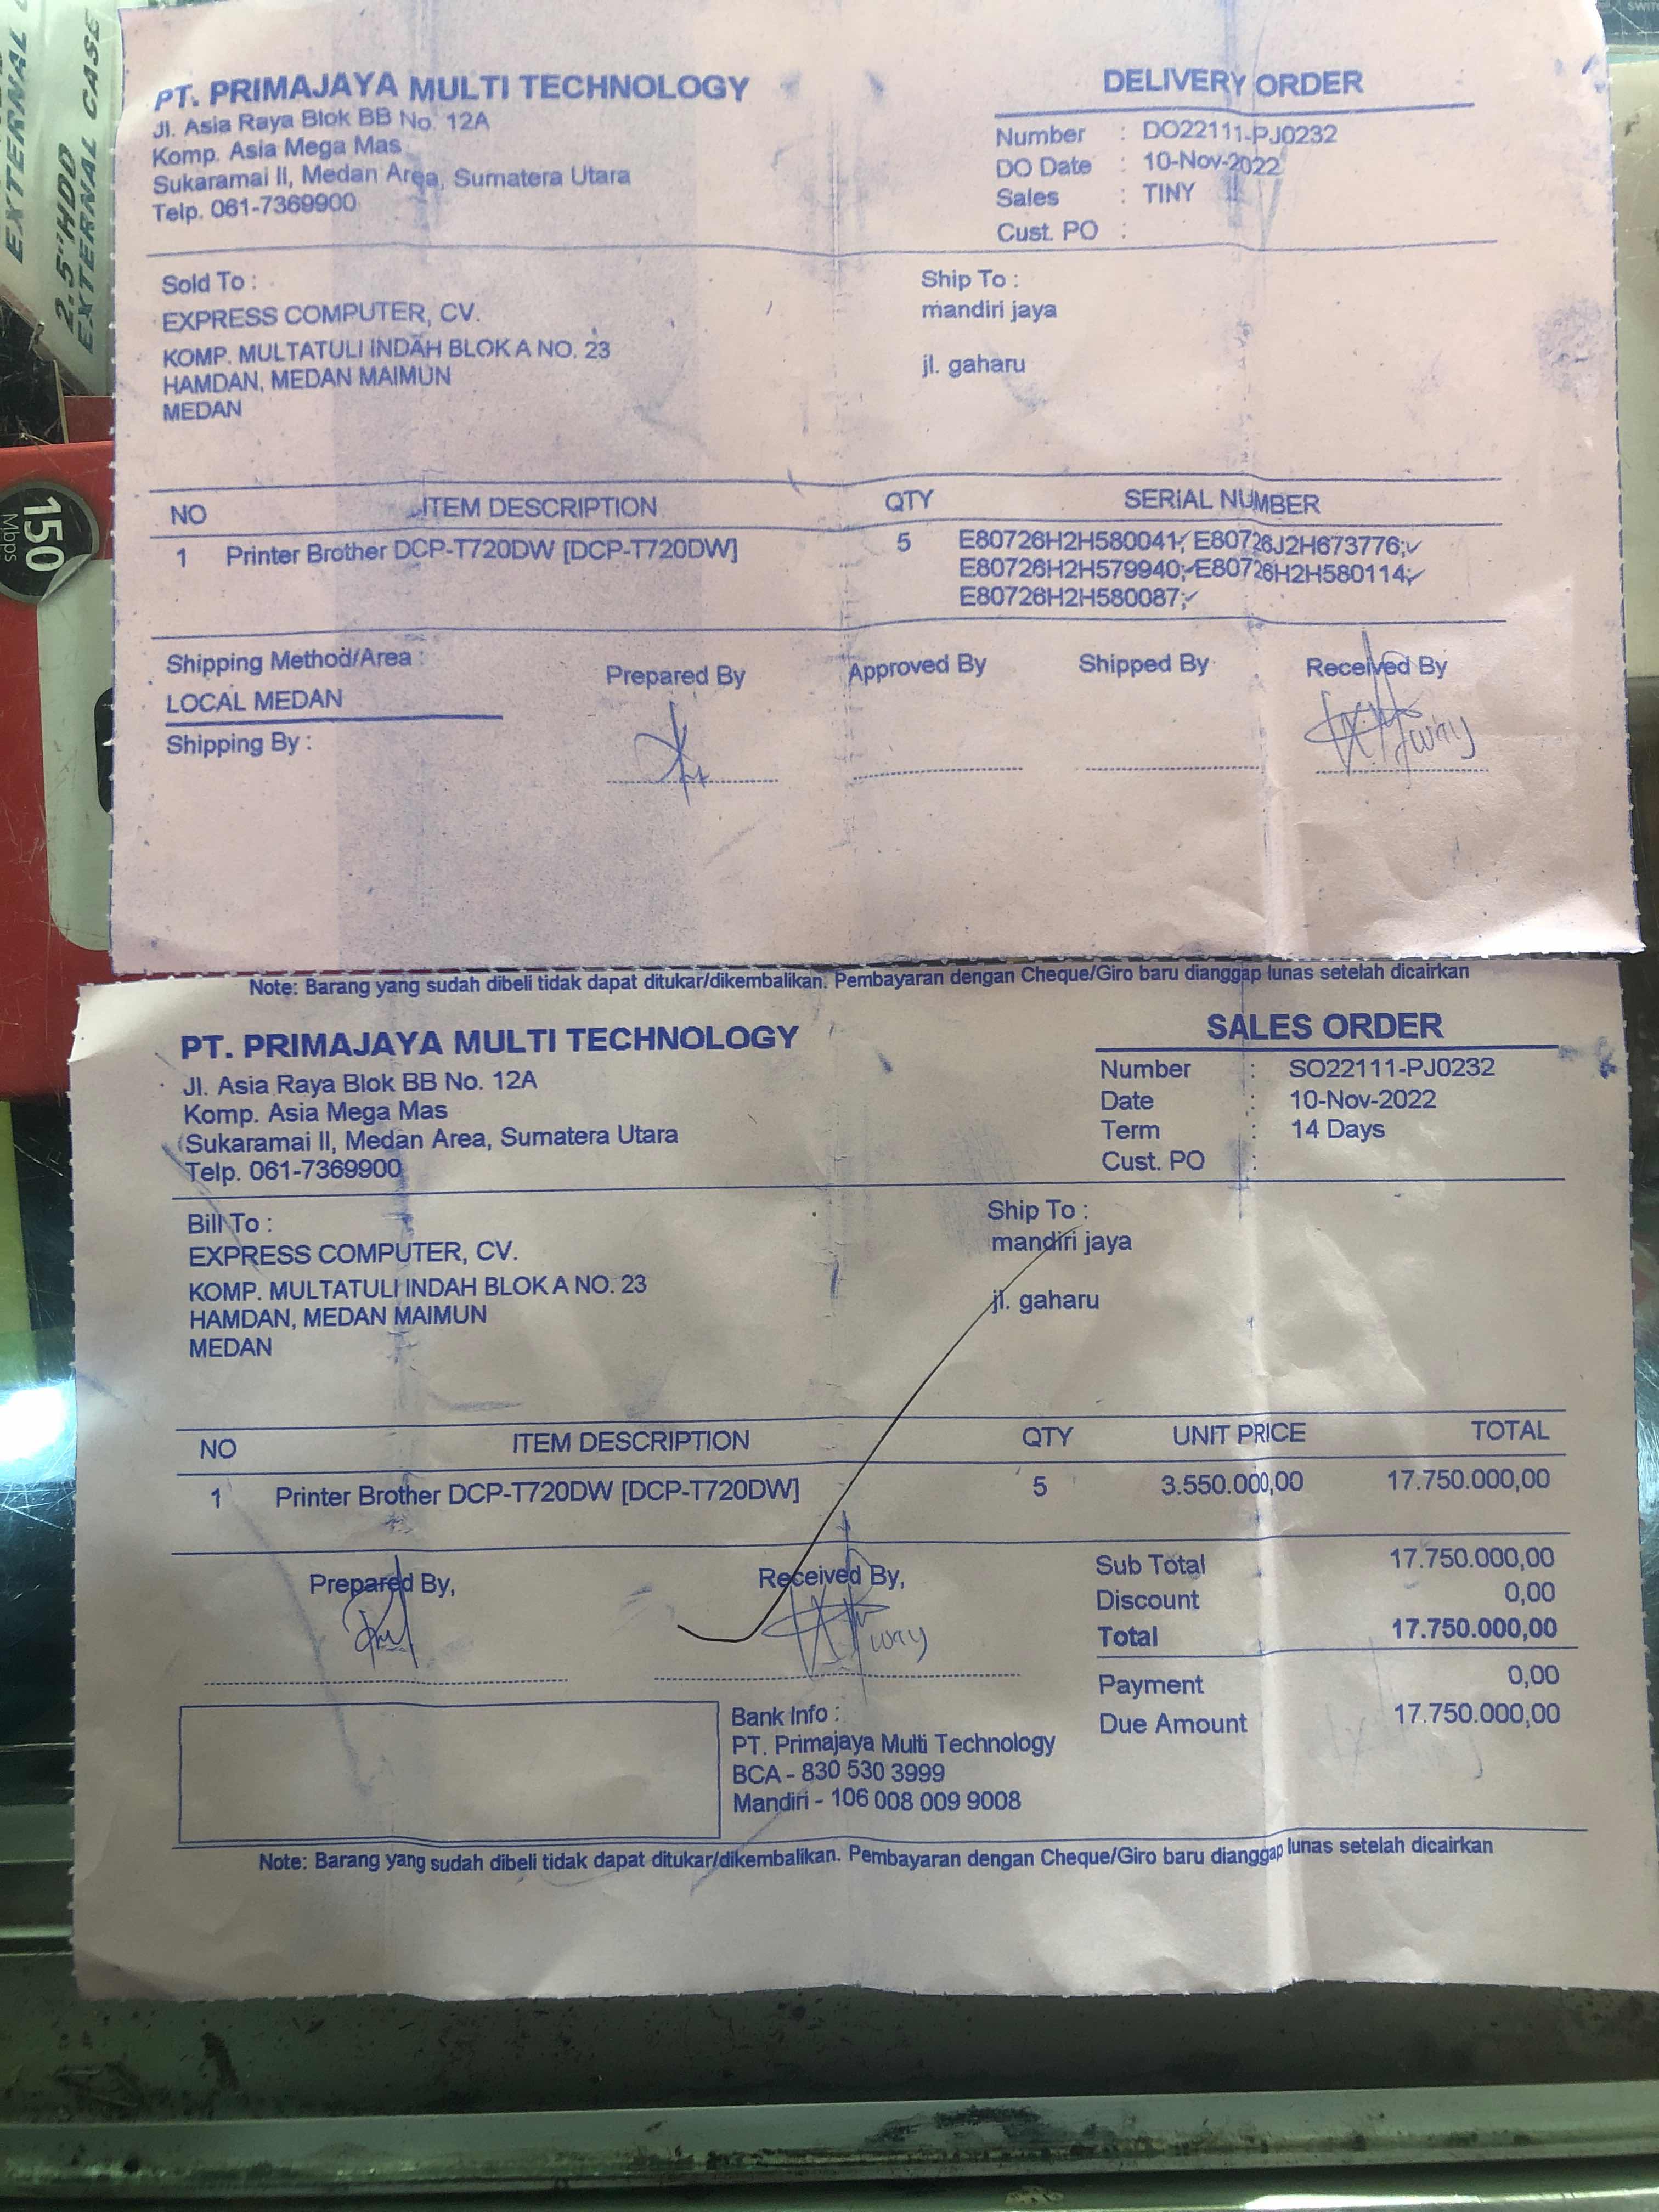 EXTERNAL
2.5"HDD
EXTERNAL CASE
150
Mbps
PT. PRIMAJAYA MULTI TECHNOLOGY
Jl. Asia Raya Blok BB No. 12A
Komp. Asia Mega Mas
Sukaramai II, Medan Area, Sumatera Utara
Telp. 061-7369900
DELIVERY ORDER
Number : DO22111-PJ0232
DO Date : 10-Nov-2022
Sales : TINY
Cust. PO :
Sold To :
EXPRESS COMPUTER, CV.
KOMP. MULTATULI INDAH BLOK A NO. 23
HAMDAN, MEDAN MAIMUN
MEDAN
Ship To :
mandiri jaya
jl. gaharu
NO ITEM DESCRIPTION QTY SERIAL NUMBER
1 Printer Brother DCP-T720DW [DCP-T720DW] 5 E80726H2H580041; E80726J2H673776;
E80726H2H579940; E80726H2H580114;
E80726H2H580087;
Shipping Method/Area :
LOCAL MEDAN
Shipping By :
Prepared By Approved By Shipped By Received By
Note: Barang yang sudah dibeli tidak dapat ditukar/dikembalikan. Pembayaran dengan Cheque/Giro baru dianggap lunas setelah dicairkan
PT. PRIMAJAYA MULTI TECHNOLOGY
Jl. Asia Raya Blok BB No. 12A
Komp. Asia Mega Mas
Sukaramai II, Medan Area, Sumatera Utara
Telp. 061-7369900
SALES ORDER
Number : SO22111-PJ0232
Date : 10-Nov-2022
Term : 14 Days
Cust. PO :
Bill To :
EXPRESS COMPUTER, CV.
KOMP. MULTATULI INDAH BLOK A NO. 23
HAMDAN, MEDAN MAIMUN
MEDAN
Ship To :
mandiri jaya
jl. gaharu
NO ITEM DESCRIPTION QTY UNIT PRICE TOTAL
1 Printer Brother DCP-T720DW [DCP-T720DW] 5 3.550.000,00 17.750.000,00
Prepared By, Received By,
Sub Total 17.750.000,00
Discount 0,00
Total 17.750.000,00
Payment 0,00
Due Amount 17.750.000,00
Bank Info :
PT. Primajaya Multi Technology
BCA - 830 530 3999
Mandiri - 106 008 009 9008
Note: Barang yang sudah dibeli tidak dapat ditukar/dikembalikan. Pembayaran dengan Cheque/Giro baru dianggap lunas setelah dicairkan